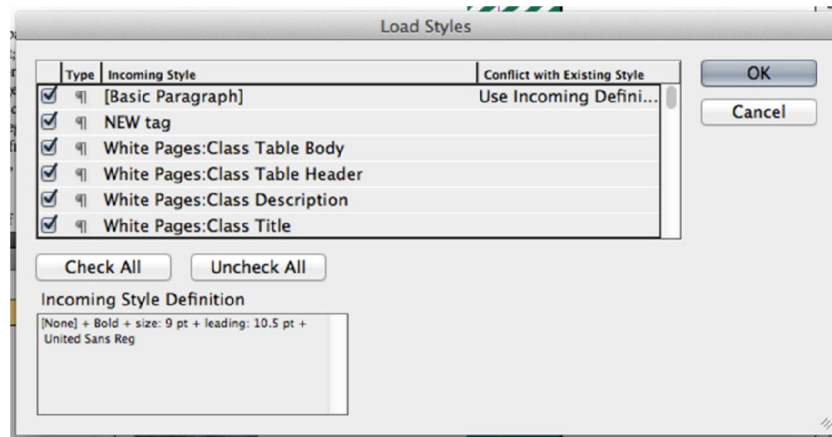 Load Styles
Type Incoming Style Conflict with Existing Style
[Basic Paragraph] Use Incoming Defini...
NEW tag
White Pages:Class Table Body
White Pages:Class Table Header
White Pages:Class Description
White Pages:Class Title
OK
Cancel
Check All Uncheck All
Incoming Style Definition
[None] + Bold + size: 9 pt + leading: 10.5 pt +
United Sans Reg